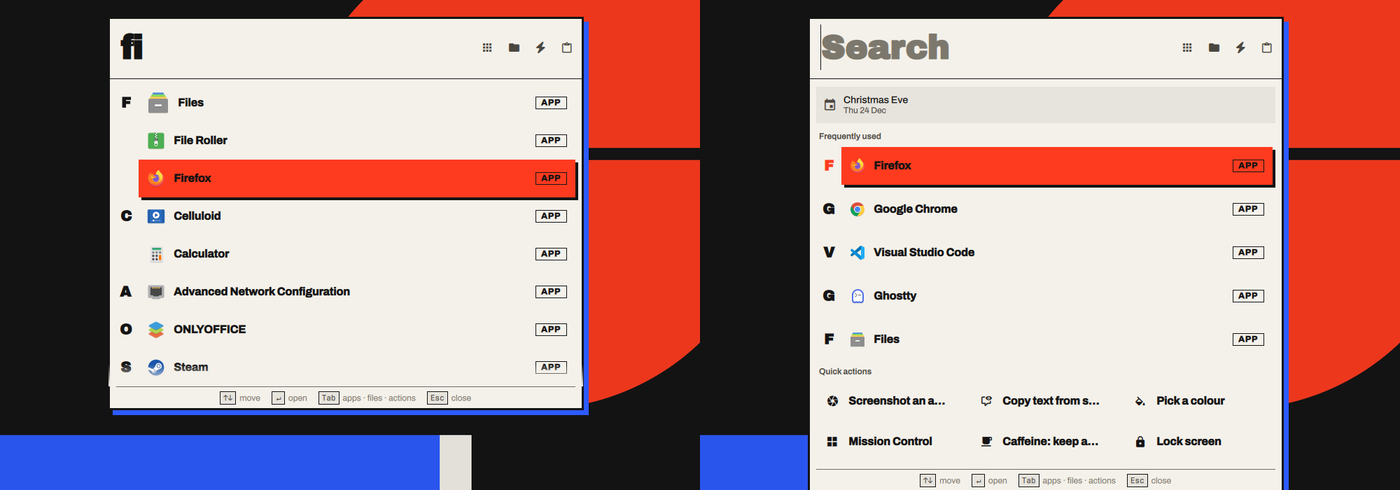 fi
F Files APP
File Roller APP
Firefox APP
C Celluloid APP
Calculator APP
A Advanced Network Configuration APP
O ONLYOFFICE APP
S Steam APP
↑↓ move ↵ open Tab apps · files · actions Esc close
Search
Christmas Eve
Thu 24 Dec
Frequently used
F Firefox APP
G Google Chrome APP
V Visual Studio Code APP
G Ghostty APP
F Files APP
Quick actions
Screenshot an a... Copy text from s... Pick a colour
Mission Control Caffeine: keep a... Lock screen
↑↓ move ↵ open Tab apps · files · actions Esc close